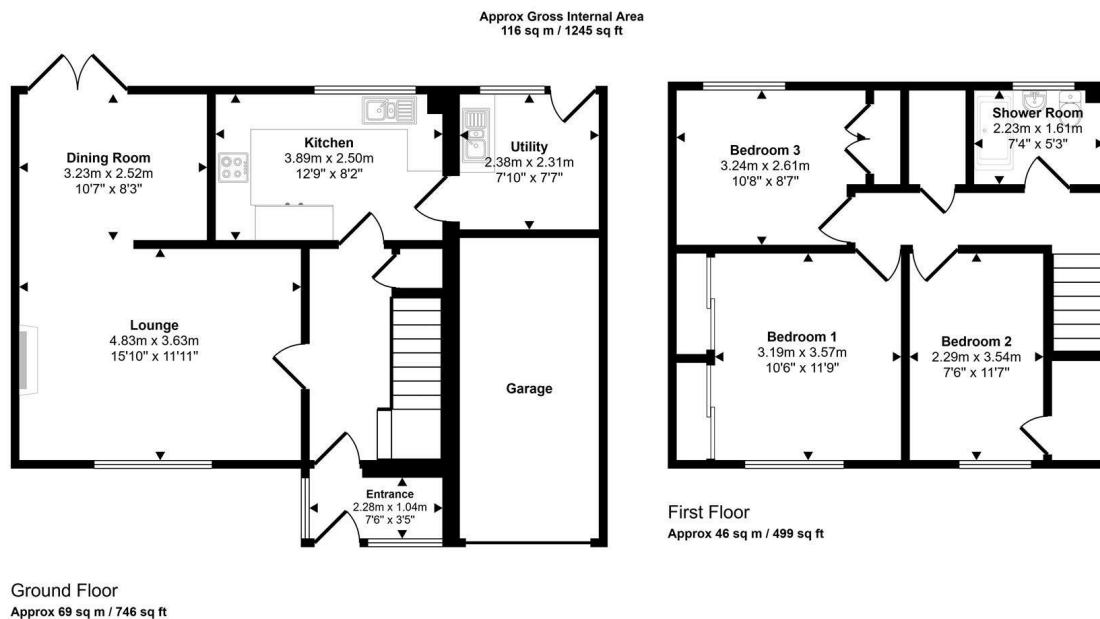 Approx Gross Internal Area
116 sq m / 1245 sq ft
Dining Room
3.23m x 2.52m
10'7" x 8'3"
Kitchen
3.89m x 2.50m
12'9" x 8'2"
Utility
2.38m x 2.31m
7'10" x 7'7"
Lounge
4.83m x 3.63m
15'10" x 11'11"
Garage
Entrance
2.28m x 1.04m
7'6" x 3'5"
Ground Floor
Approx 69 sq m / 746 sq ft
Bedroom 3
3.24m x 2.61m
10'8" x 8'7"
Shower Room
2.23m x 1.61m
7'4" x 5'3"
Bedroom 1
3.19m x 3.57m
10'6" x 11'9"
Bedroom 2
2.29m x 3.54m
7'6" x 11'7"
First Floor
Approx 46 sq m / 499 sq ft